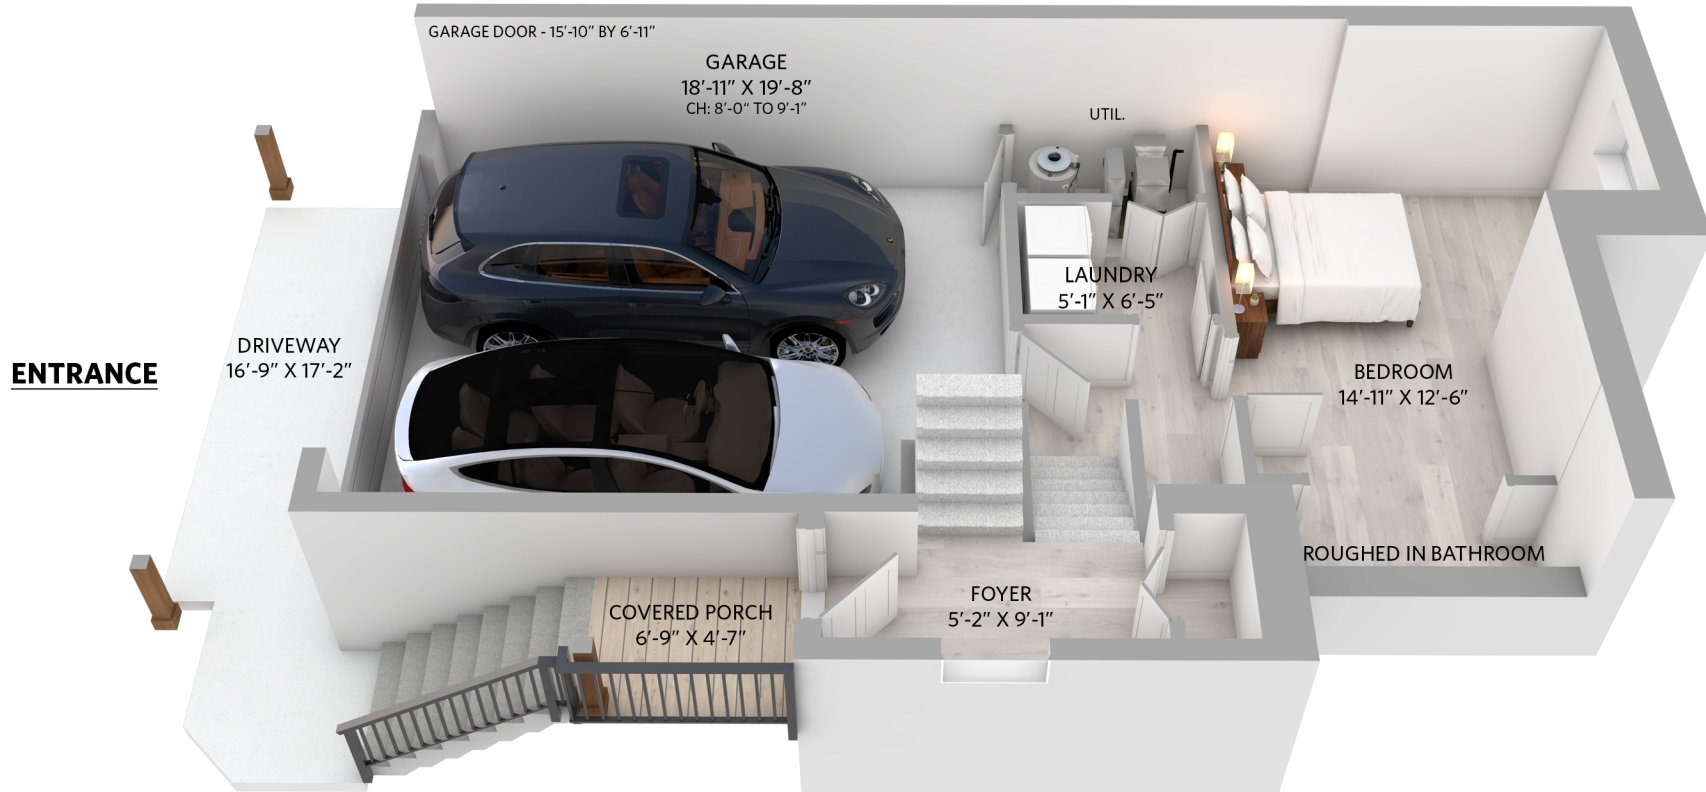 GARAGE DOOR - 15'-10" BY 6'-11"
GARAGE
18'-11" X 19'-8"
CH: 8'-0" TO 9'-1"
UTIL.
LAUNDRY
5'-1" X 6'-5"
DRIVEWAY
16'-9" X 17'-2"
ENTRANCE
BEDROOM
14'-11" X 12'-6"
ROUGHED IN BATHROOM
FOYER
5'-2" X 9'-1"
COVERED PORCH
6'-9" X 4'-7"